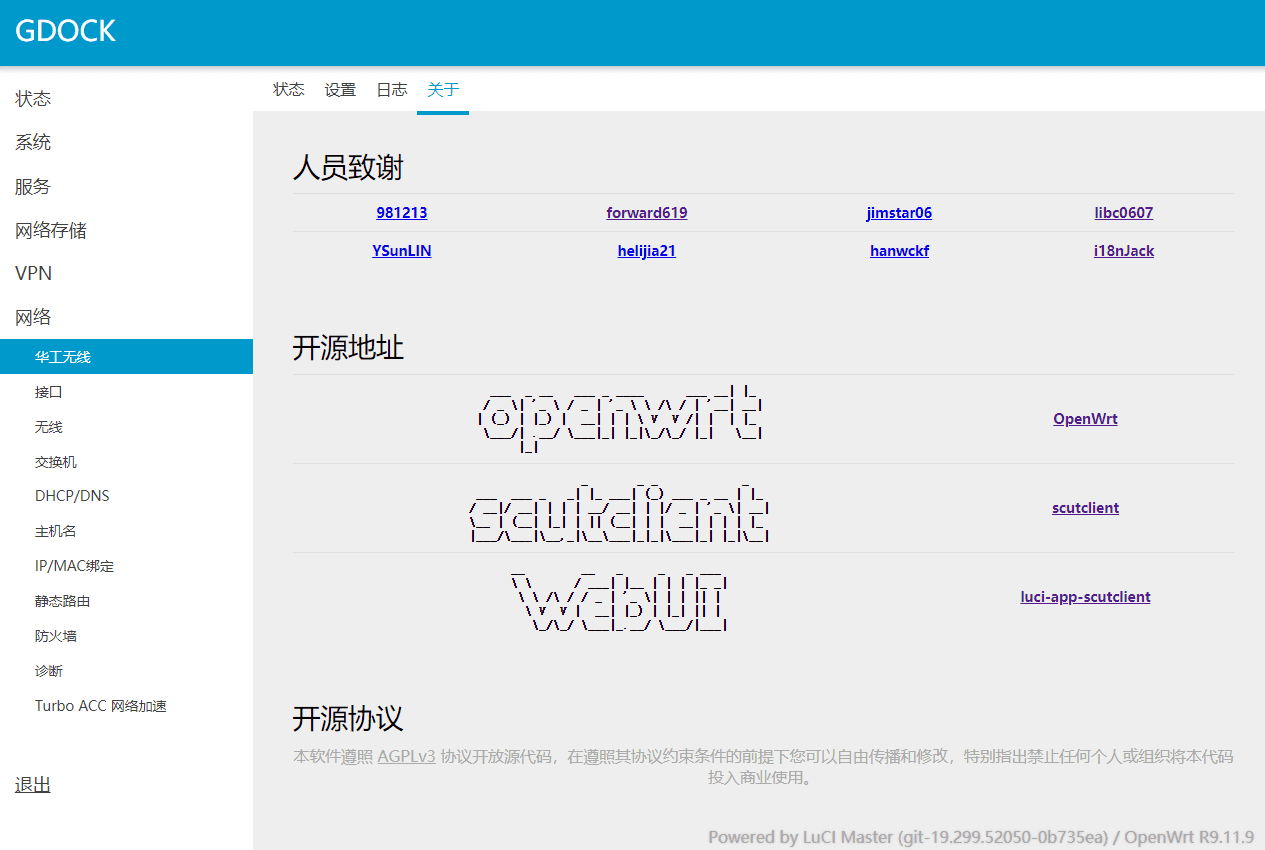 GDOCK
状态
系统
服务
网络存储
VPN
网络
华工无线
接口
无线
交换机
DHCP/DNS
主机名
IP/MAC绑定
静态路由
防火墙
诊断
Turbo ACC 网络加速
退出
状态 设置 日志 关于
人员致谢
981213 forward619 jimstar06 libc0607
YSunLIN helijia21 hanwckf i18nJack
开源地址
openwrt OpenWrt
scutclient scutclient
WebUI luci-app-scutclient
开源协议
本软件遵照 AGPLv3 协议开放源代码，在遵照其协议约束条件的前提下您可以自由传播和修改，特别指出禁止任何个人或组织将本代码
投入商业使用。
Powered by LuCI Master (git-19.299.52050-0b735ea) / OpenWrt R9.11.9